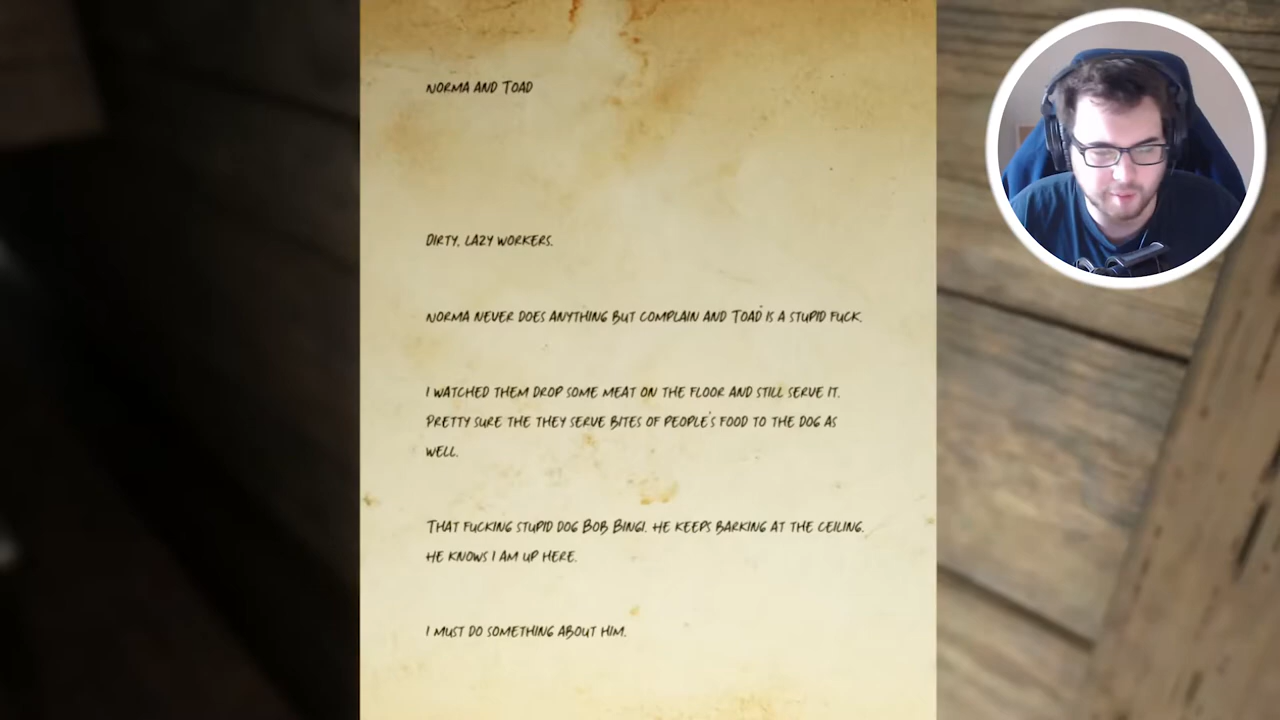 NORMA AND TOAD
DIRTY, LAZY WORKERS.
NORMA NEVER DOES ANYTHING BUT COMPLAIN AND TOAD IS A STUPID FUCK.
I WATCHED THEM DROP SOME MEAT ON THE FLOOR AND STILL SERVE IT.
PRETTY SURE THE THEY SERVE BITES OF PEOPLE'S FOOD TO THE DOG AS
WELL.
THAT FUCKING STUPID DOG BOB BINGI. HE KEEPS BARKING AT THE CEILING.
HE KNOWS I AM UP HERE.
I MUST DO SOMETHING ABOUT HIM.